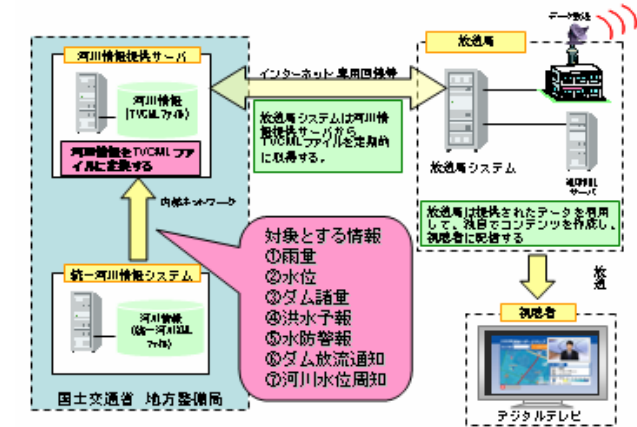 河川情報提供サーバ
河川情報
(TVCMLファイル)
河川情報をTVCMLファ
イルに変換する
内部ネットワーク
統一河川情報システム
河川情報
(統一河川XML
ファイル)
国土交通省 地方整備局
インターネット 専用回線帯
放送局システムは河川情
報提供サーバから
TVCMLファイルを定期的
に取得する。
対象とする情報
①雨量
②水位
③ダム諸量
④洪水予報
⑤水防警報
⑥ダム放流通知
⑦河川水位周知
データ放送
放送局
放送局システム
サーバ
放送局は提供されたデータを利用
して、独自でコンテンツを作成し、
視聴者に配信する
放送
視聴者
デジタルテレビ